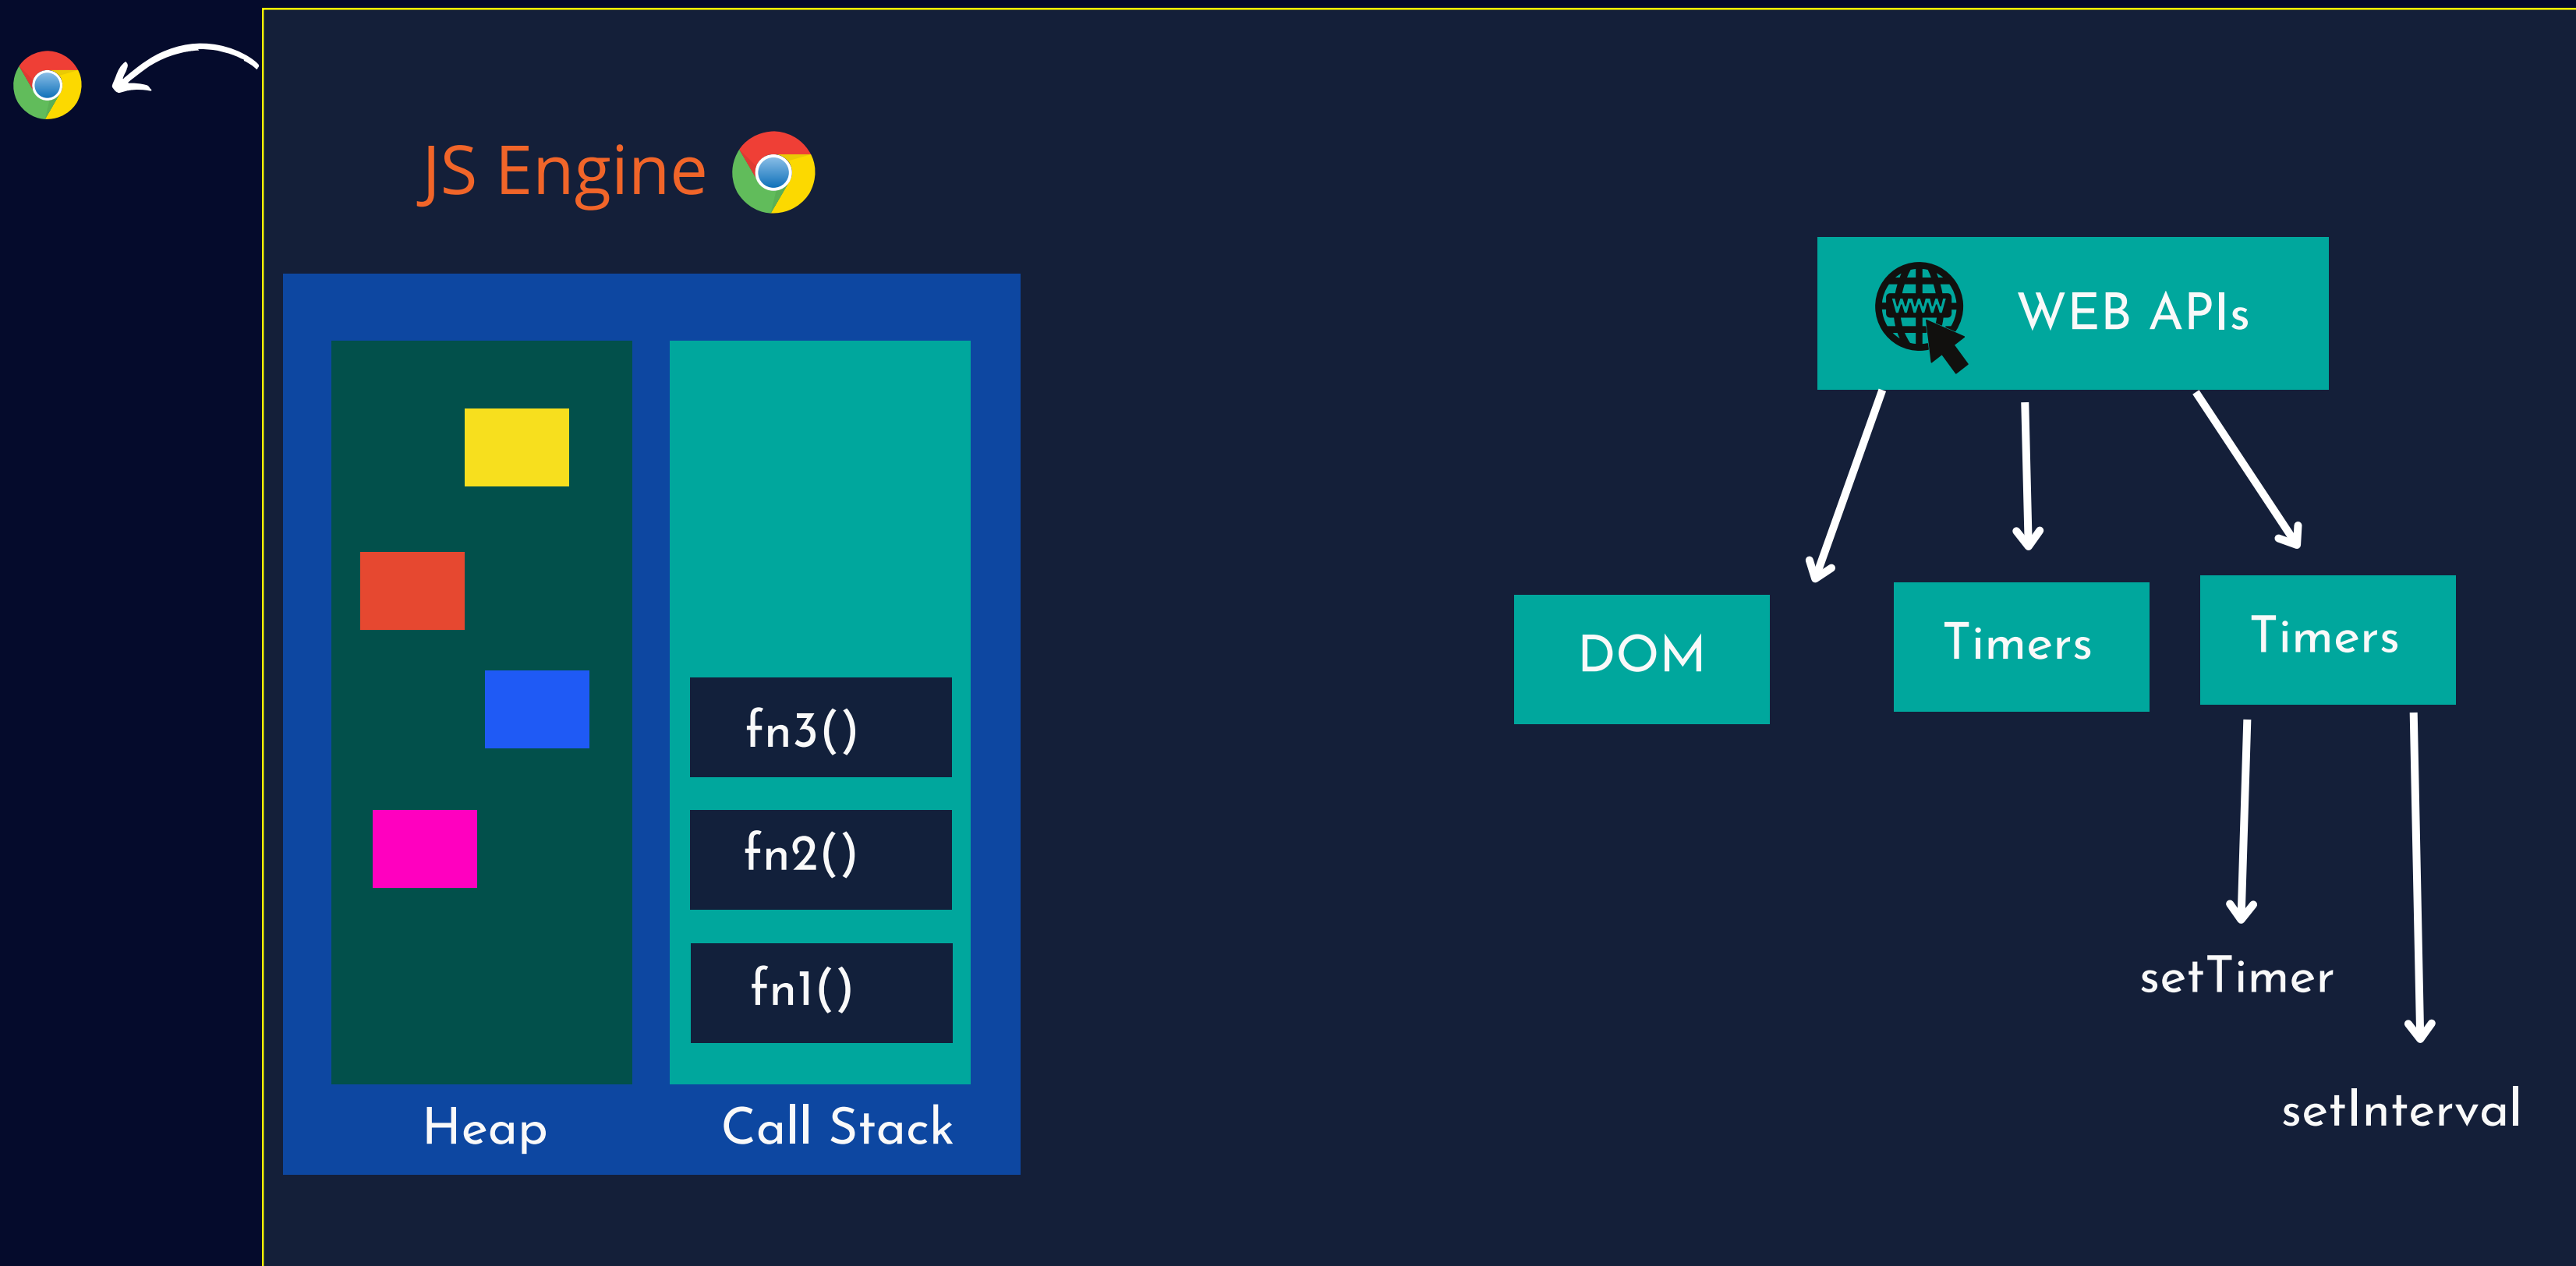 JS Engine
WWW
WEB APIs
DOM
Timers
Timers
fn3()
fn2()
fn1()
setTimer
setInterval
Heap
Call Stack